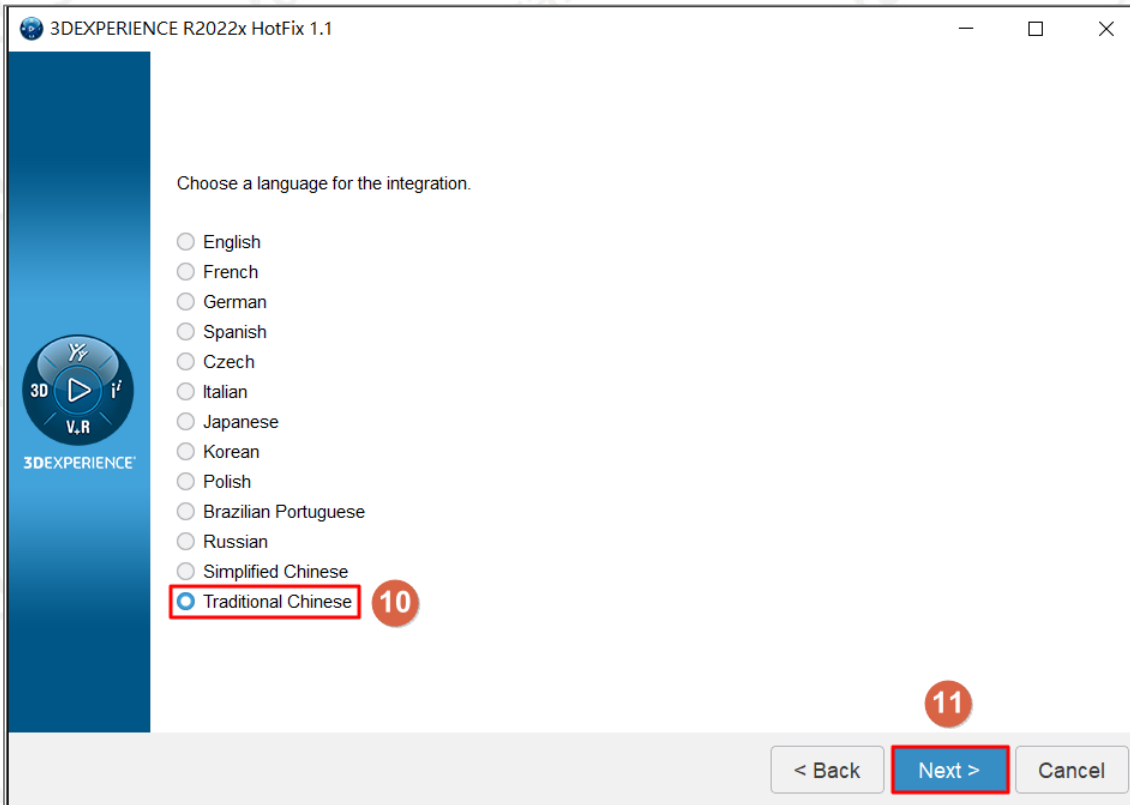 3DEXPERIENCE R2022x HotFix 1.1
Choose a language for the integration.
English
French
German
Spanish
Czech
Italian
Japanese
Korean
Polish
Brazilian Portuguese
Russian
Simplified Chinese
Traditional Chinese 10
3D i
V+R
3DEXPERIENCE
11
< Back Next > Cancel